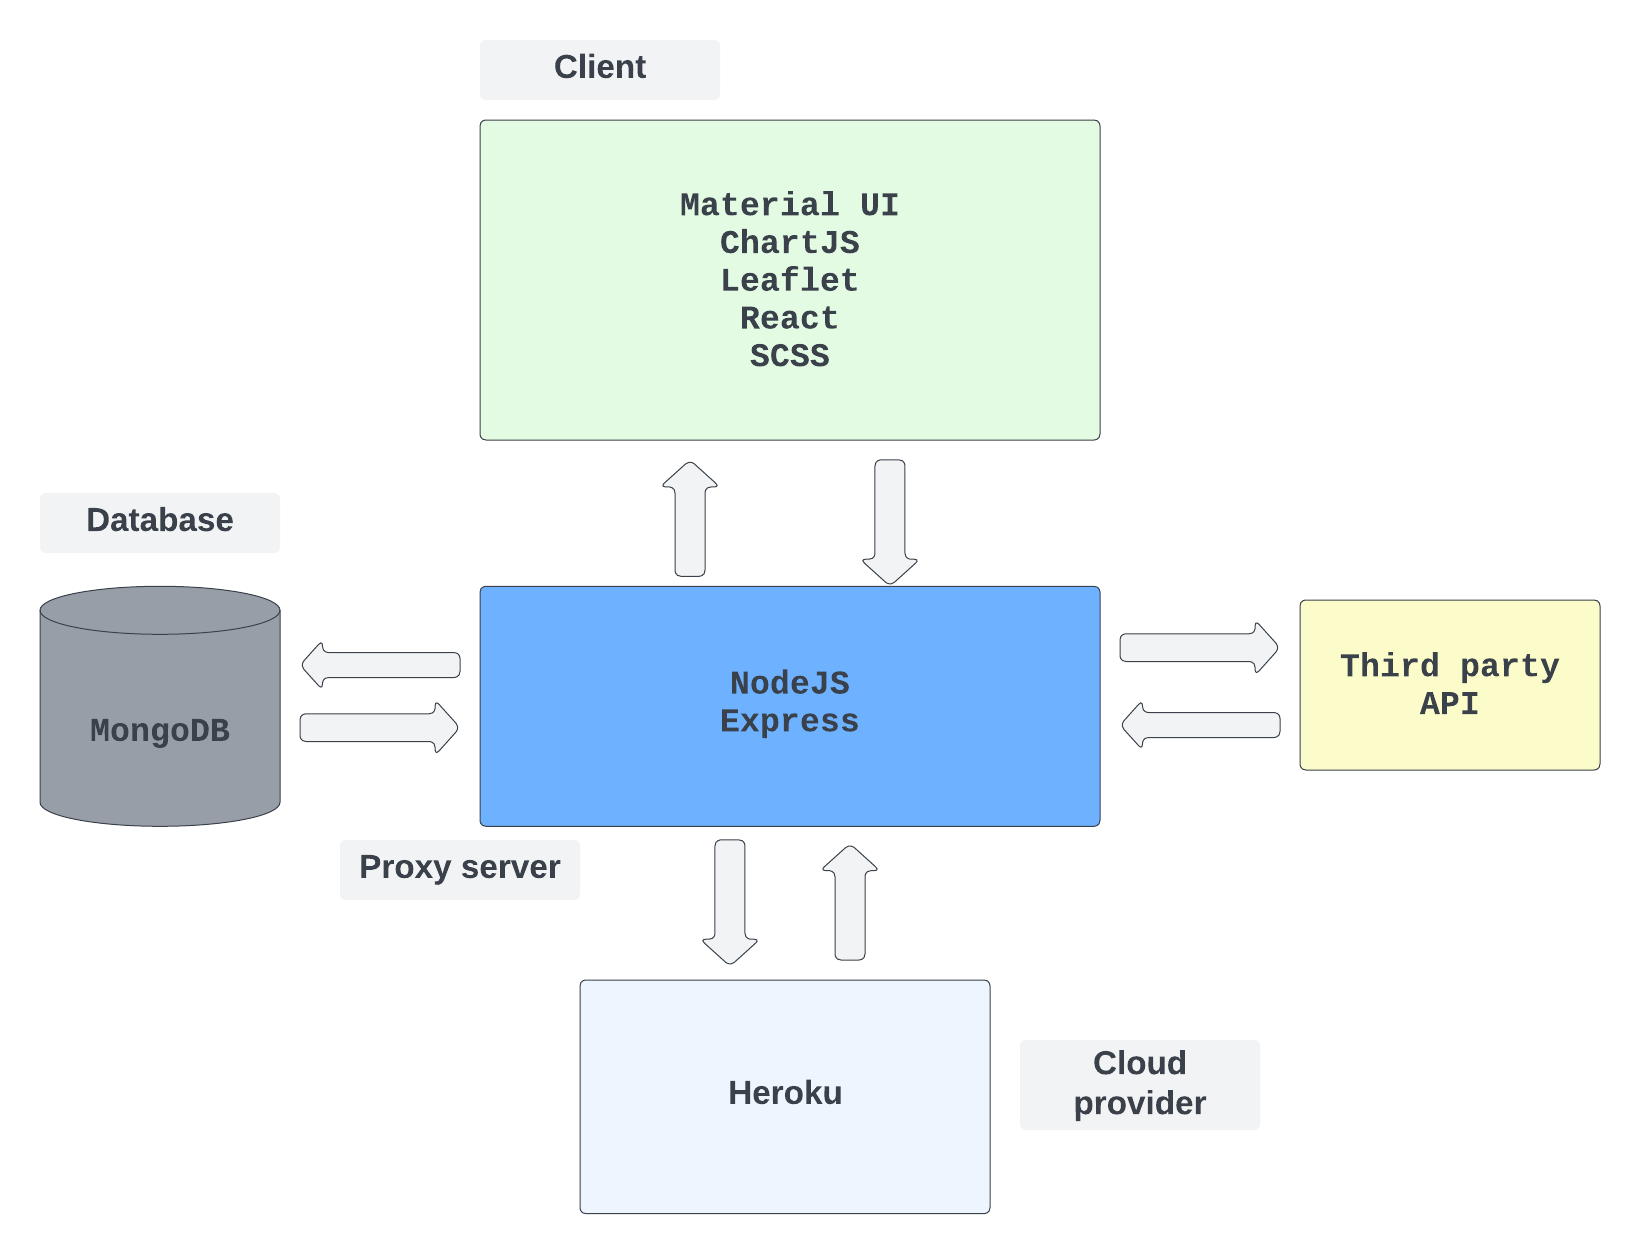 Client
Material UI
ChartJS
Leaflet
React
SCSS
Database
MongoDB
NodeJS
Express
Third party
API
Proxy server
Heroku
Cloud
provider